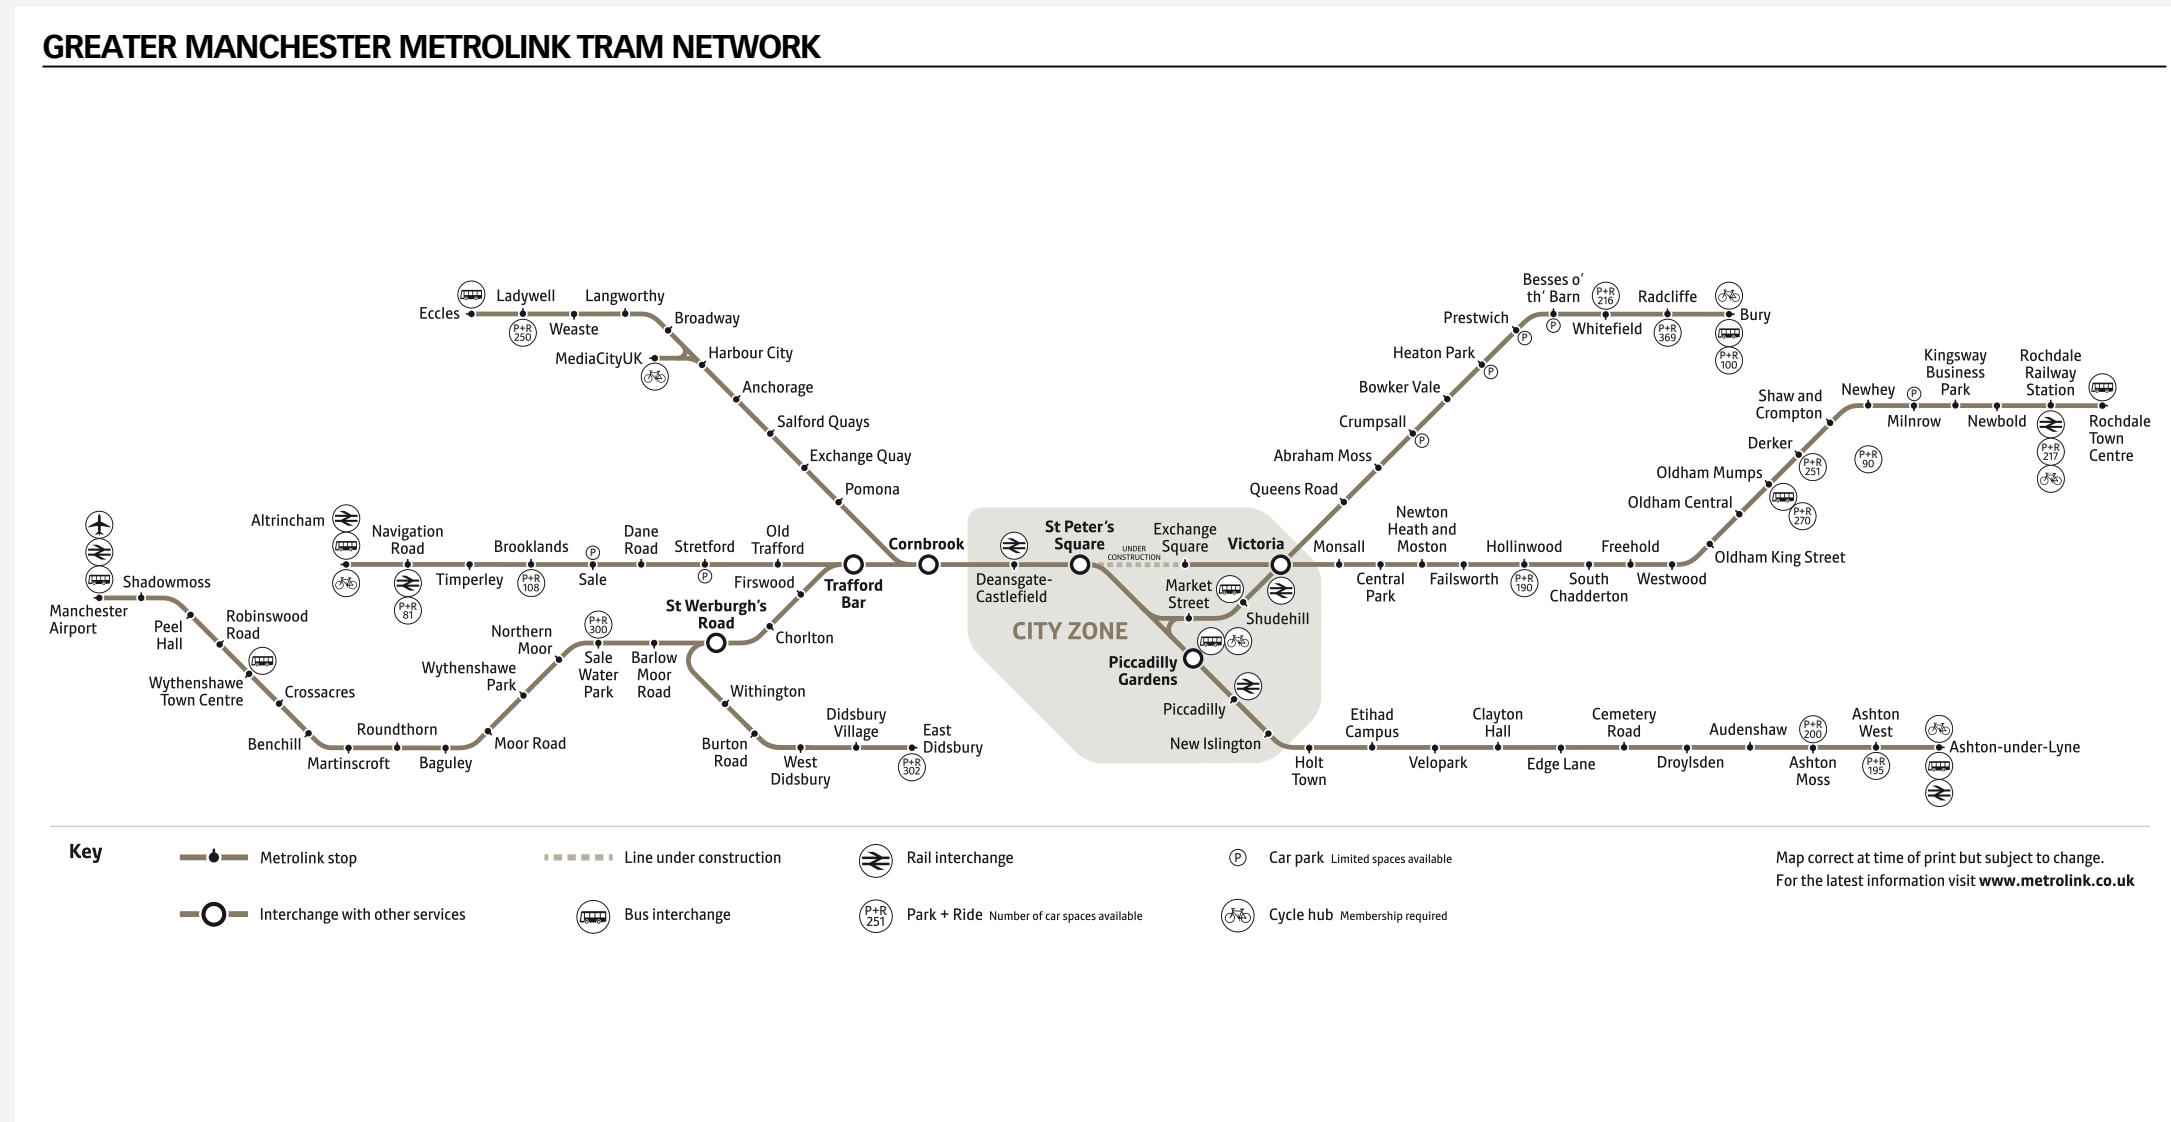 GREATER MANCHESTER METROLINK TRAM NETWORK
Eccles
Ladywell
P+R
250
Weaste
Langworthy
Broadway
MediaCityUK
Harbour City
Anchorage
Salford Quays
Exchange Quay
Pomona
Altrincham
Navigation
Road
P+R
81
Timperley
Brooklands
P+R
108
P
Sale
Dane
Road
Stretford
P
Old
Trafford
Trafford
Bar
Cornbrook
Firswood
Chorlton
St Werburgh's
Road
Manchester
Airport
Shadowmoss
Peel
Hall
Robinswood
Road
Wythenshawe
Town Centre
Crossacres
Benchill
Martinscroft
Roundthorn
Baguley
Moor Road
Wythenshawe
Park
Northern
Moor
P+R
300
Sale
Water
Park
Barlow
Moor
Road
Withington
Burton
Road
West
Didsbury
Didsbury
Village
East
Didsbury
P+R
302
Deansgate-
Castlefield
St Peter's
Square
UNDER
CONSTRUCTION
Exchange
Square
Victoria
Market
Street
Shudehill
CITY ZONE
Piccadilly
Gardens
Piccadilly
New Islington
Queens Road
Abraham Moss
Crumpsall
P
Bowker Vale
Heaton Park
P
Prestwich
P
Besses o'
th' Barn
P
P+R
216
Whitefield
Radcliffe
P+R
369
Bury
P+R
100
Monsall
Central
Park
Newton
Heath and
Moston
Failsworth
Hollinwood
P+R
190
South
Chadderton
Freehold
Westwood
Oldham King Street
Oldham Central
Oldham Mumps
P+R
270
Derker
P+R
251
Shaw and
Crompton
Newhey
P+R
90
P
Milnrow
Kingsway
Business
Park
Newbold
Rochdale
Railway
Station
P+R
217
Rochdale
Town
Centre
Holt
Town
Etihad
Campus
Velopark
Clayton
Hall
Edge Lane
Cemetery
Road
Droylsden
Audenshaw
P+R
200
Ashton
Moss
Ashton
West
P+R
195
Ashton-under-Lyne
Key
Metrolink stop
Line under construction
Rail interchange
P
Car park Limited spaces available
Interchange with other services
Bus interchange
P+R
251
Park + Ride Number of car spaces available
Cycle hub Membership required
Map correct at time of print but subject to change.
For the latest information visit www.metrolink.co.uk